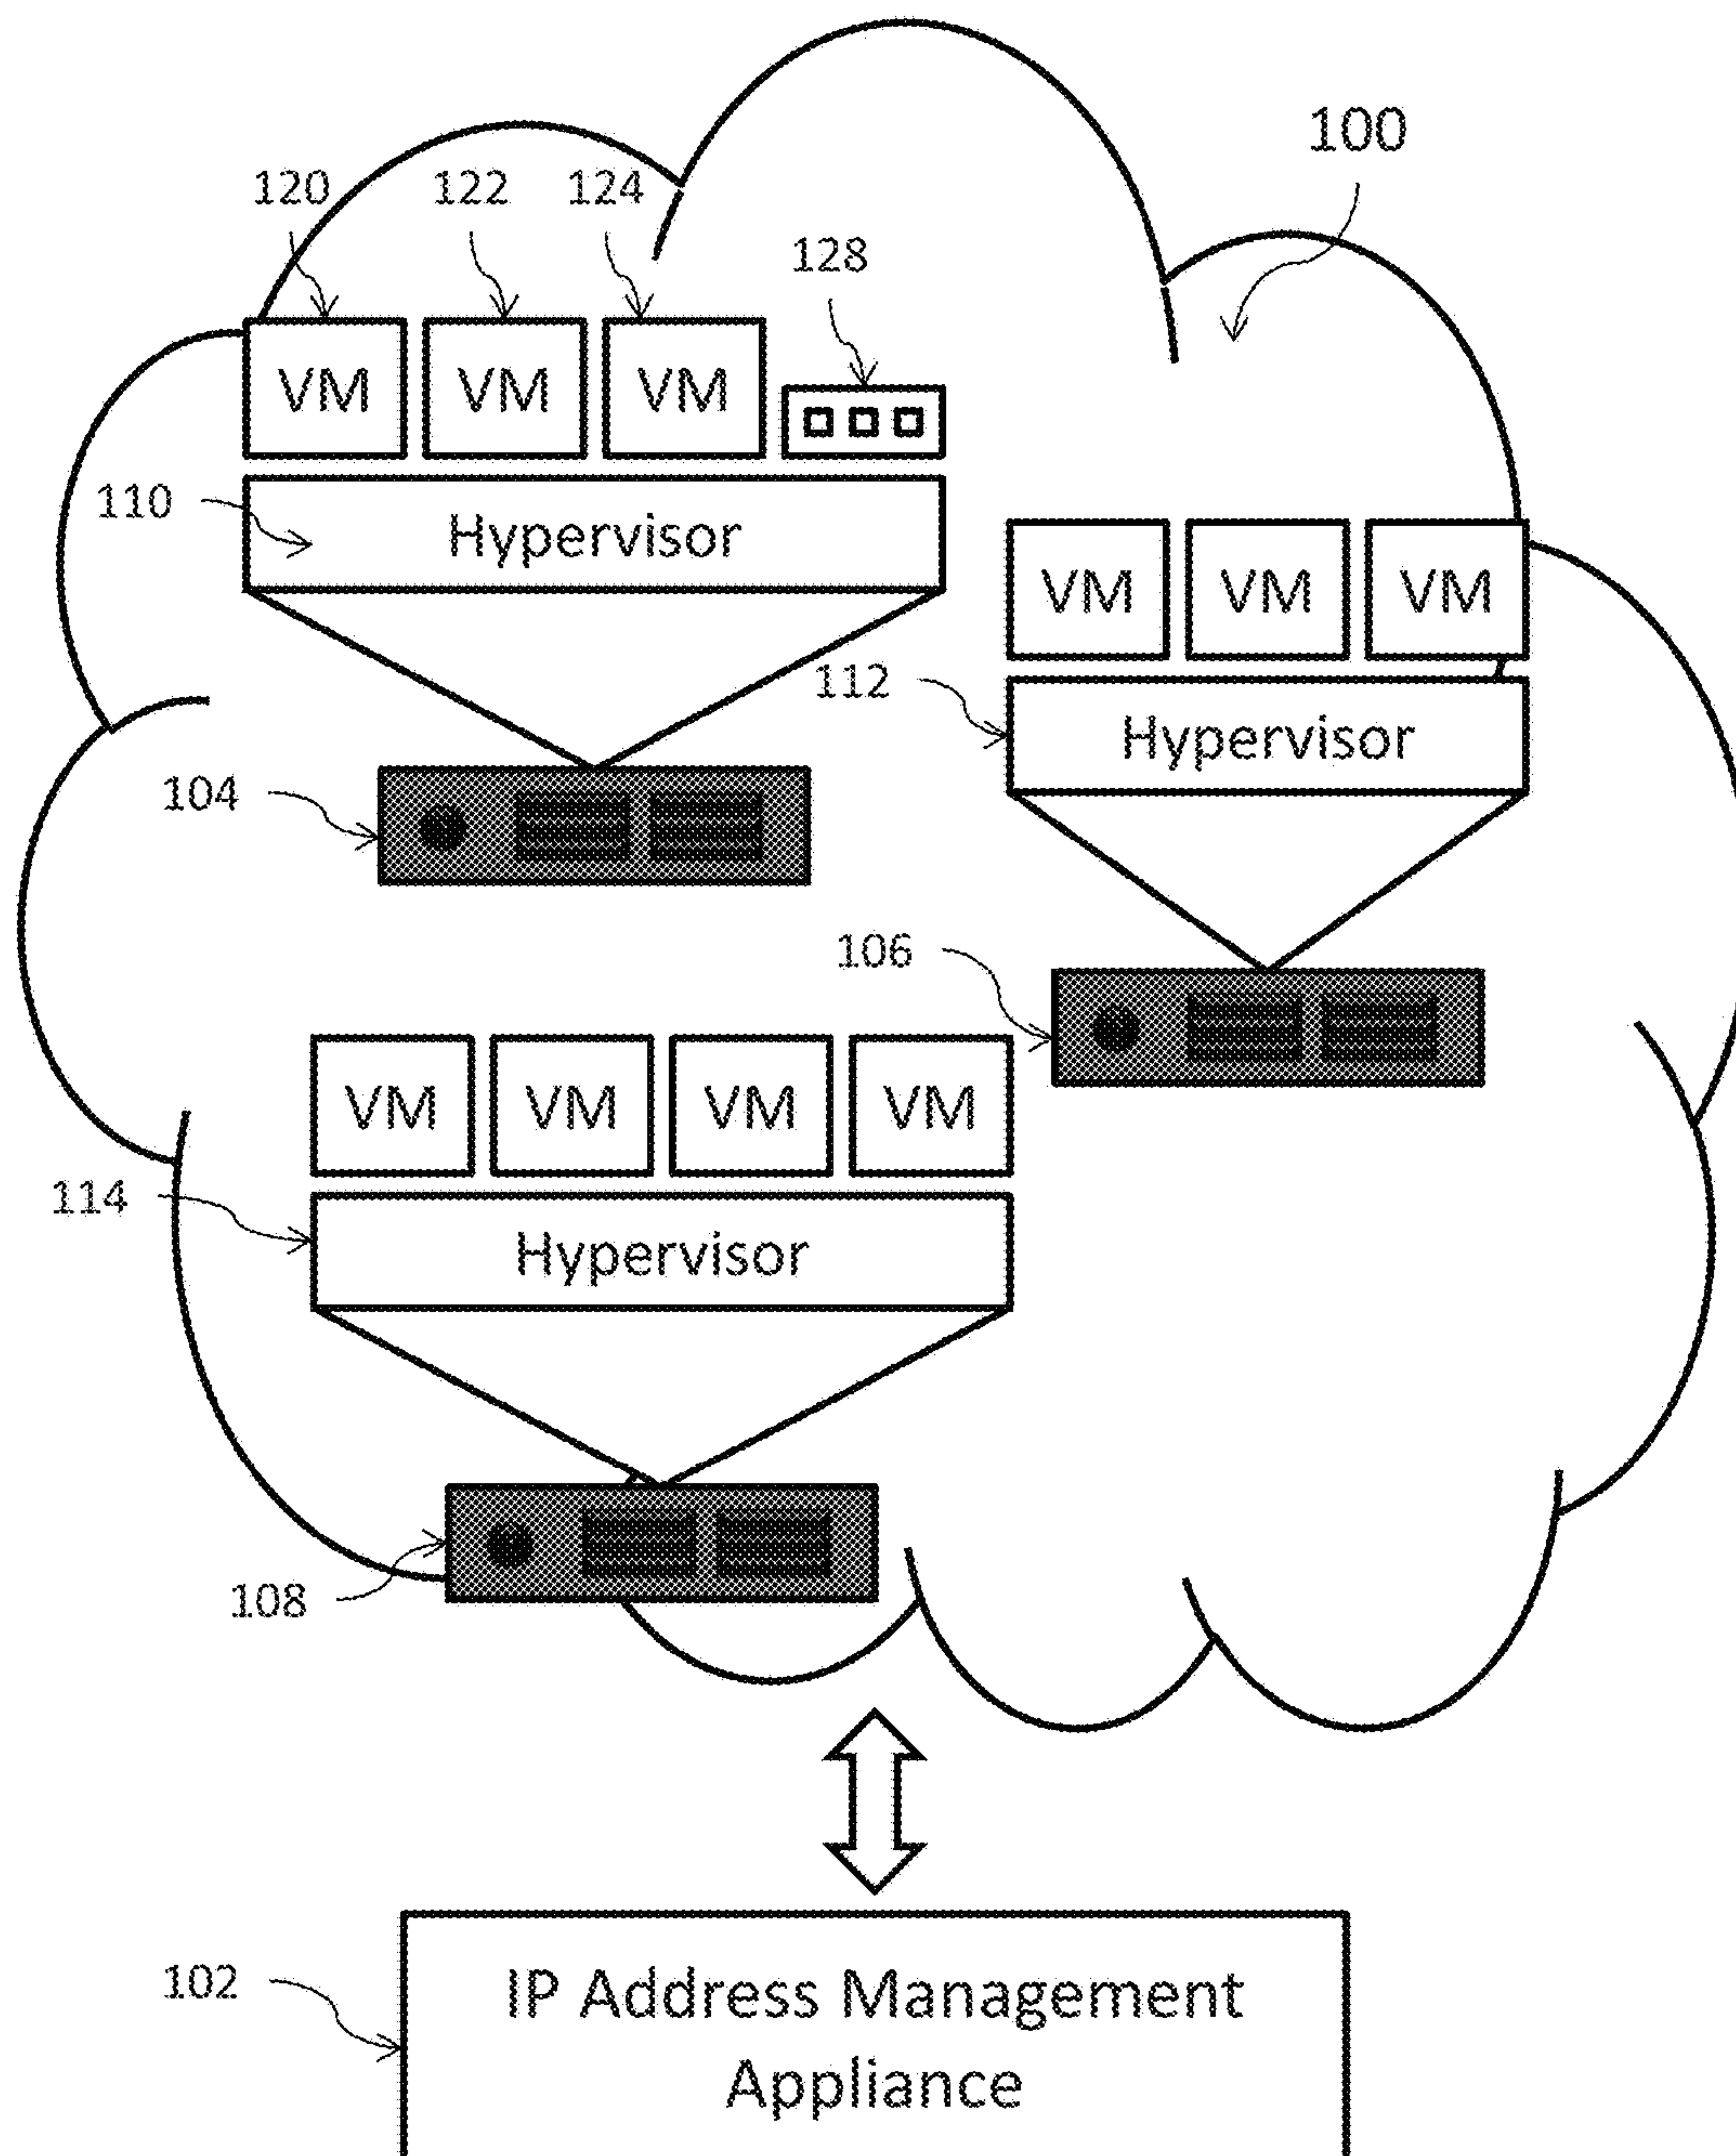 100
120 122 124
128
VM VM VM
110
Hypervisor
VM VM VM
112
Hypervisor
104
106
VM VM VM VM
114
Hypervisor
108
102
IP Address Management
Appliance